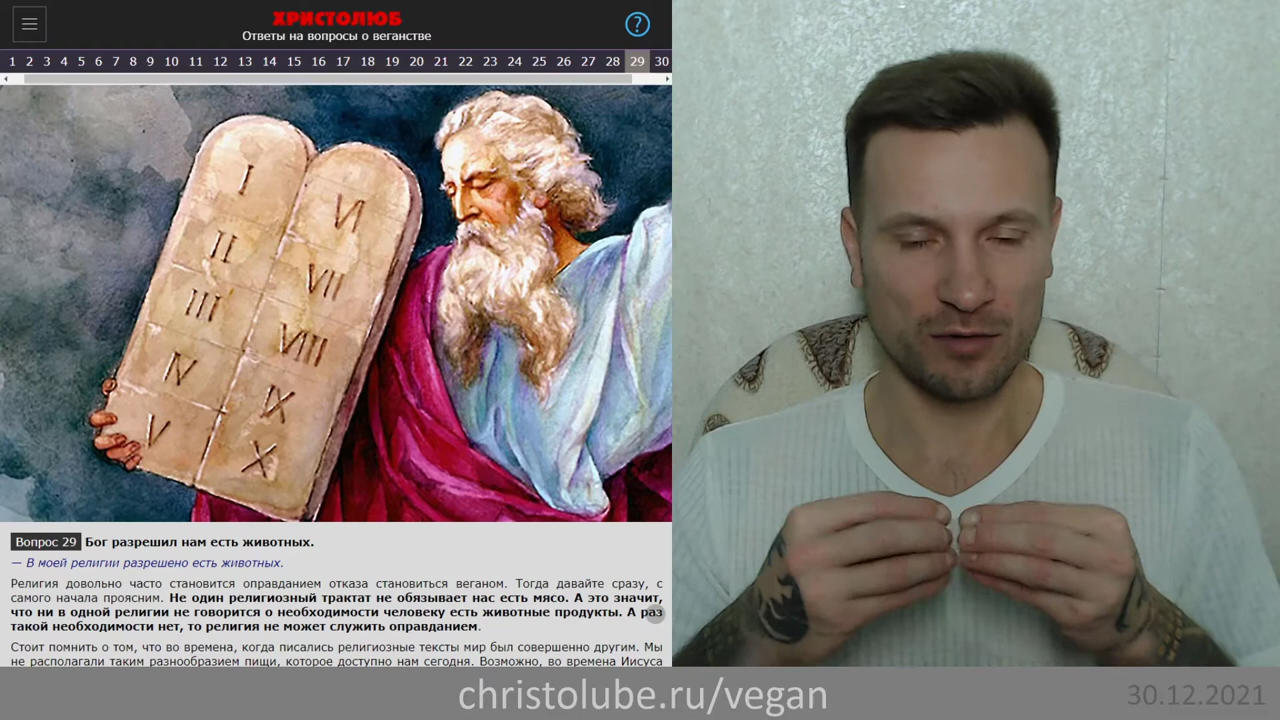 ХРИСТОЛЮБ
Ответы на вопросы о веганстве
1 2 3 4 5 6 7 8 9 10 11 12 13 14 15 16 17 18 19 20 21 22 23 24 25 26 27 28 29 30
I
VI
II
VII
III
VIII
IV
IX
V
X
Вопрос 29 Бог разрешил нам есть животных.
— В моей религии разрешено есть животных.
Религия довольно часто становится оправданием отказа становиться веганом. Тогда давайте сразу, с
самого начала проясним. Не один религиозный трактат не обязывает нас есть мясо. А это значит,
что ни в одной религии не говорится о необходимости человеку есть животные продукты. А раз
такой необходимости нет, то религия не может служить оправданием.
Стоит помнить о том, что во времена, когда писались религиозные тексты мир был совершенно другим. Мы
не располагали таким разнообразием пищи, которое доступно нам сегодня. Возможно, во времена Иисуса
christolube.ru/vegan
30.12.2021